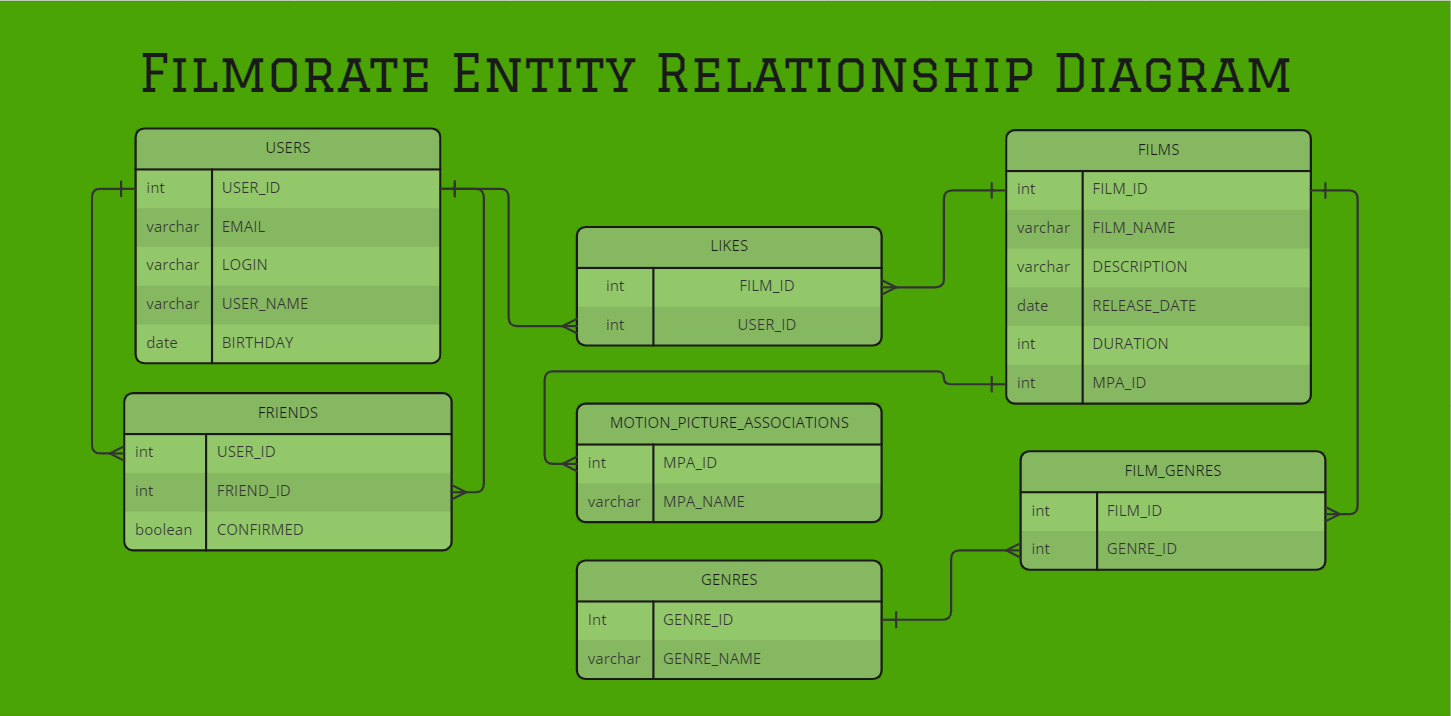 Filmorate Entity Relationship Diagram
USERS
int USER_ID
varchar EMAIL
varchar LOGIN
varchar USER_NAME
date BIRTHDAY
FRIENDS
int USER_ID
int FRIEND_ID
boolean CONFIRMED
LIKES
int FILM_ID
int USER_ID
MOTION_PICTURE_ASSOCIATIONS
int MPA_ID
varchar MPA_NAME
GENRES
Int GENRE_ID
varchar GENRE_NAME
FILMS
int FILM_ID
varchar FILM_NAME
varchar DESCRIPTION
date RELEASE_DATE
int DURATION
int MPA_ID
FILM_GENRES
int FILM_ID
int GENRE_ID